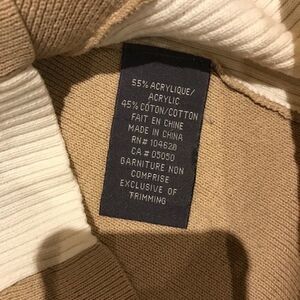 55% ACRYLIQUE/
ACRYLIC
45% COTON/COTTON
FAIT EN CHINE
MADE IN CHINA
RN# 104620
CA # 05050
GARNITURE NON
COMPRISE
EXCLUSIVE OF
TRIMMING